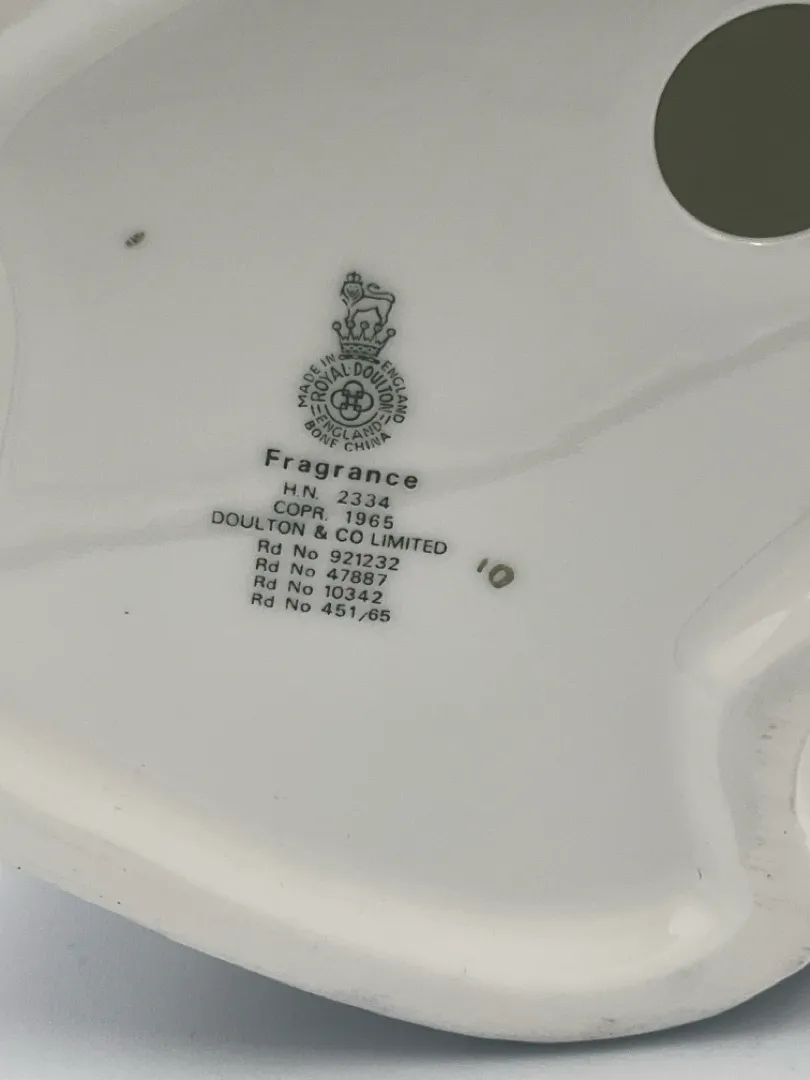 MADE IN ENGLAND
ROYAL DOULTON
ENGLAND
BONE CHINA
Fragrance
H.N. 2334
COPR. 1965
DOULTON & CO LIMITED
Rd No 921232
Rd No 47887
Rd No 10342
Rd No 451/65
10